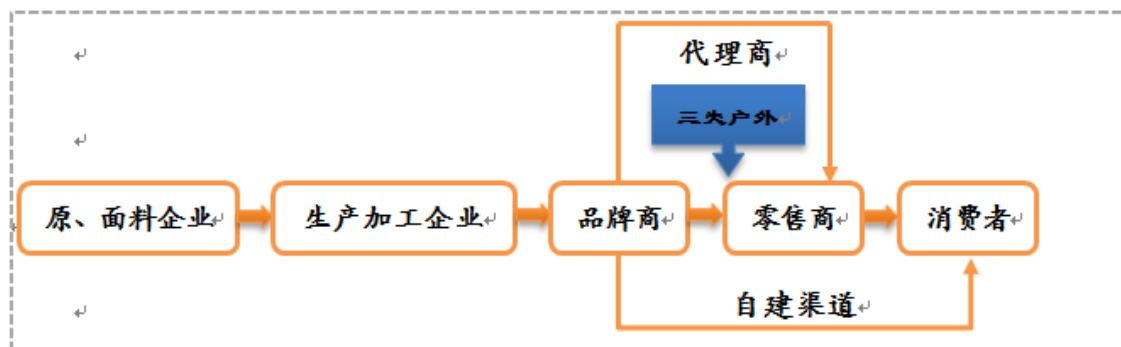 代理商
三夫户外
原、面料企业
生产加工企业
品牌商
零售商
消费者
自建渠道